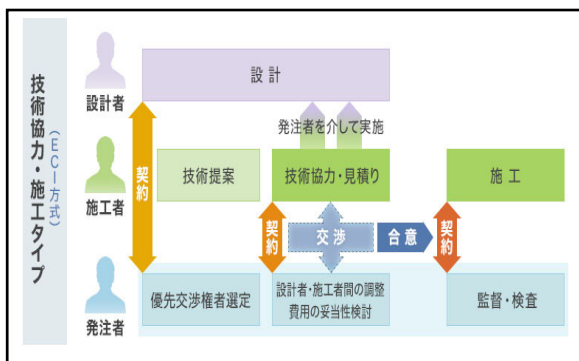 技術協力・施工タイプ
（ECI方式）
設計者
設 計
発注者を介して実施
施工者
契約
技術提案
技術協力・見積り
施 工
契約
交 渉
合 意
契約
発注者
優先交渉権者選定
設計者・施工者間の調整
費用の妥当性検討
監督・検査